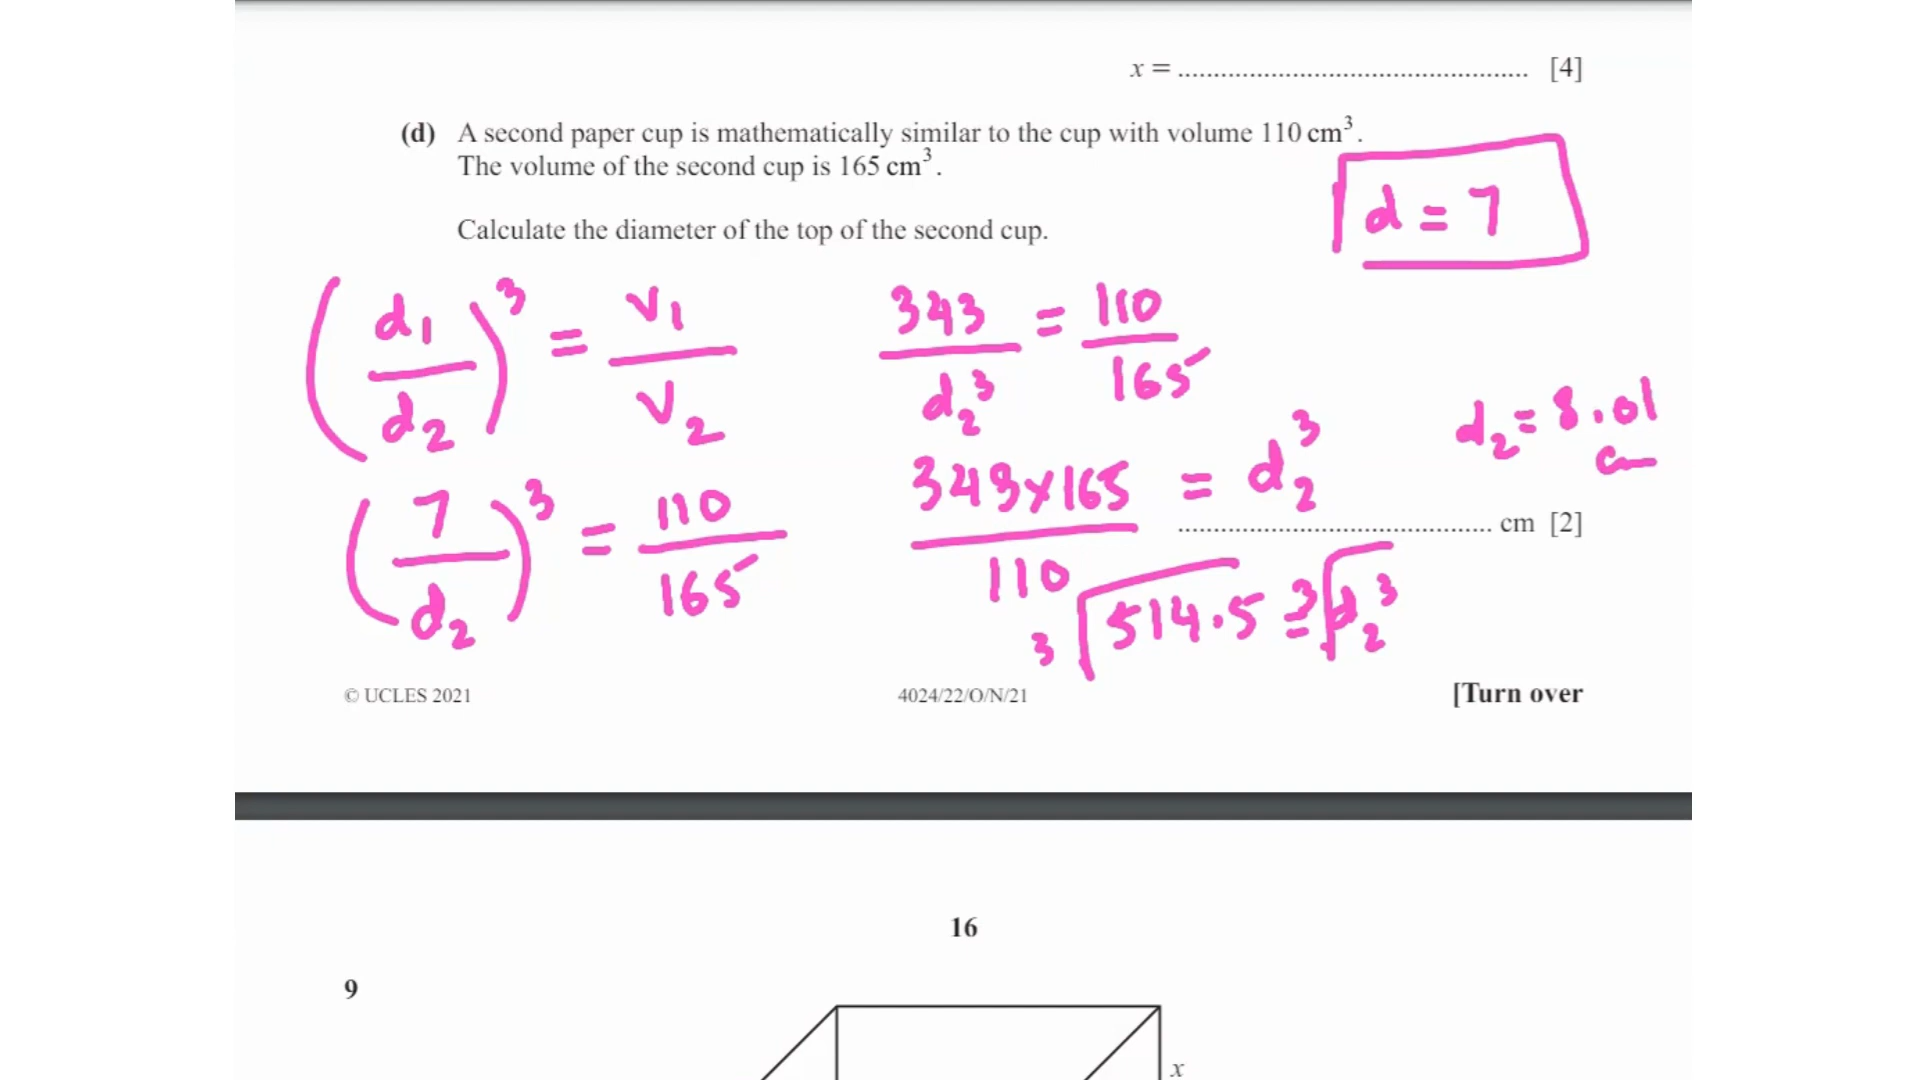 x = ................................................ [4]
(d) A second paper cup is mathematically similar to the cup with volume 110 cm³.
The volume of the second cup is 165 cm³.
d = 7
Calculate the diameter of the top of the second cup.
(d₁/d₂)³ = V₁/V₂
343/d₂³ = 110/165
d₂ = 8.01 cm
(7/d₂)³ = 110/165
343×165/110 = d₂³
................................................ cm [2]
³√514.5 = ³√d₂³
© UCLES 2021
4024/22/O/N/21
[Turn over
16
9
x